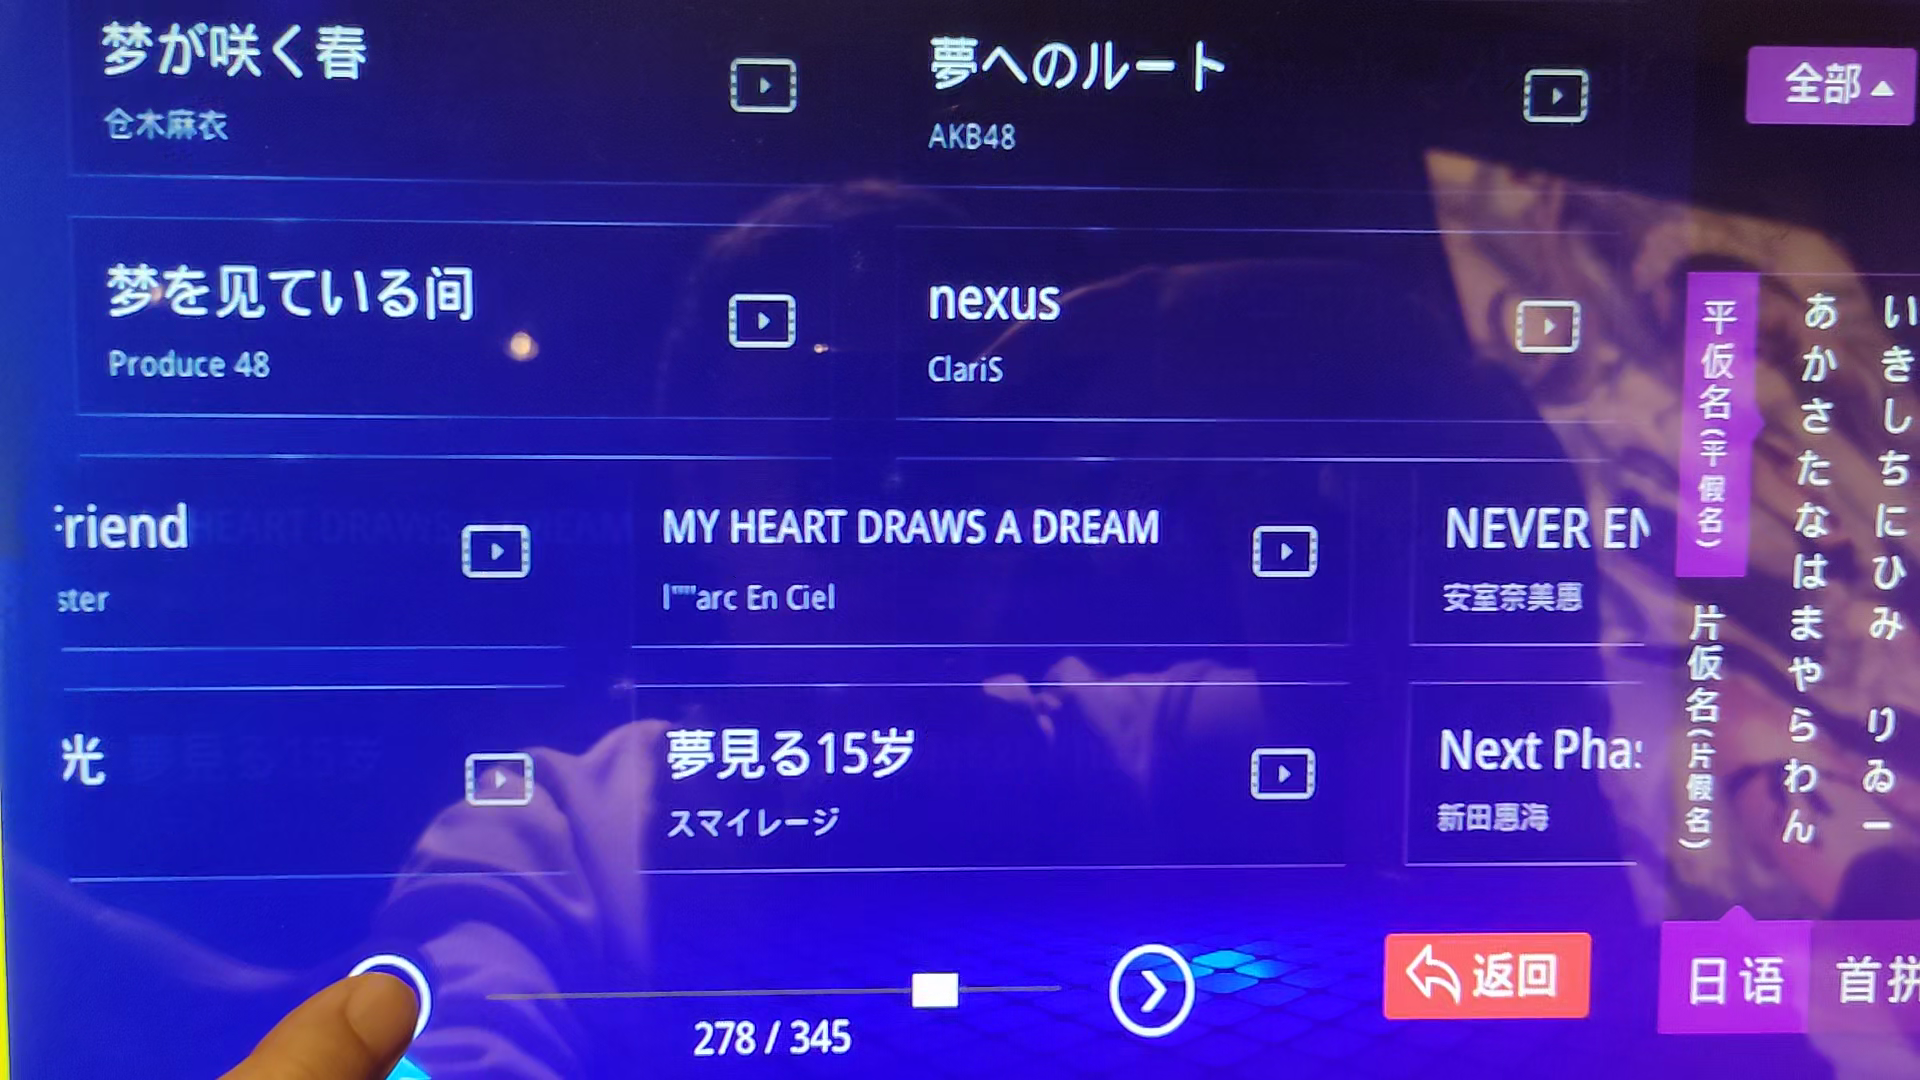 梦が咲く春
仓木麻衣
夢へのルート
AKB48
全部
梦を见ている间
Produce 48
nexus
ClariS
riend
ster
MY HEART DRAWS A DREAM
l""arc En Ciel
NEVER EN
安室奈美惠
光
夢見る15岁
スマイレージ
Next Pha
新田惠海
平仮名(平假名)
片仮名(片假名)
あかさたなはまやらわん
いきしちにひみ りゐー
278 / 345
返回
日语
首拼